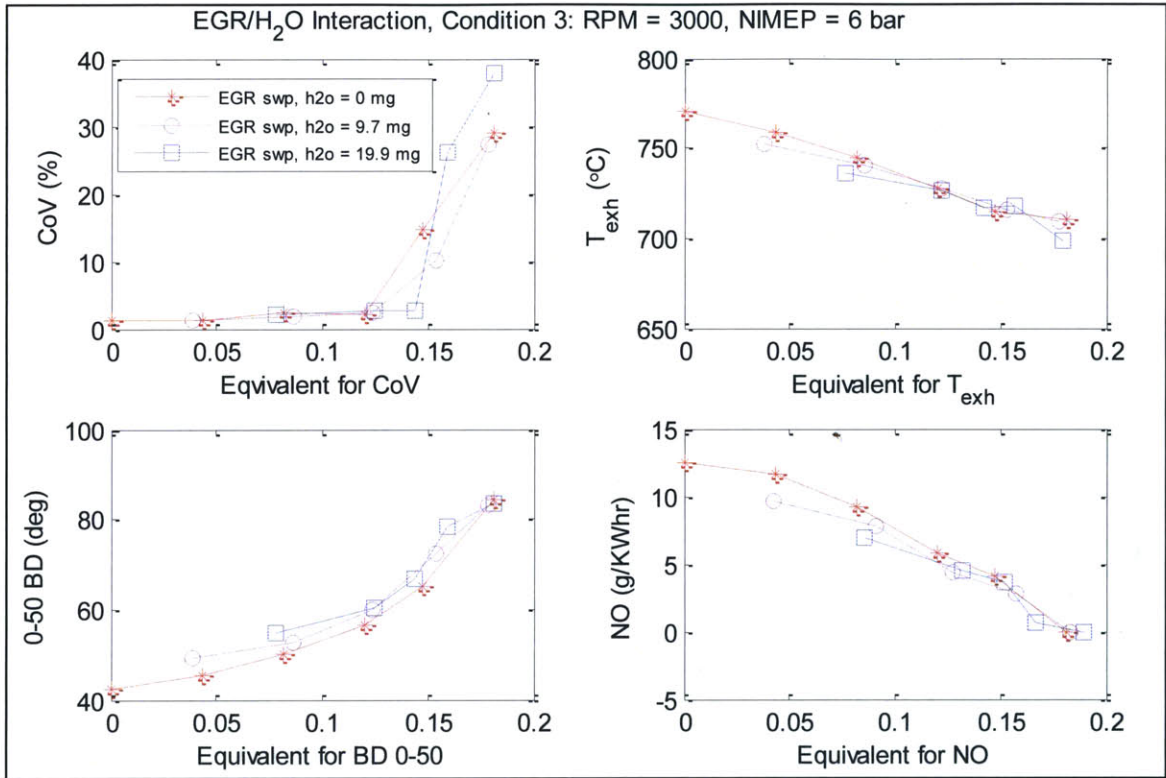 EGR/H2O Interaction, Condition 3: RPM = 3000, NIMEP = 6 bar
40
30
20
10
0
CoV (%)
EGR swp, h2o = 0 mg
EGR swp, h2o = 9.7 mg
EGR swp, h2o = 19.9 mg
0 0.05 0.1 0.15 0.2
Eqvivalent for CoV
800
750
700
650
Texh (oC)
0 0.05 0.1 0.15 0.2
Equivalent for Texh
100
80
60
40
0-50 BD (deg)
0 0.05 0.1 0.15 0.2
Equivalent for BD 0-50
15
10
5
0
-5
NO (g/KWhr)
0 0.05 0.1 0.15 0.2
Equivalent for NO